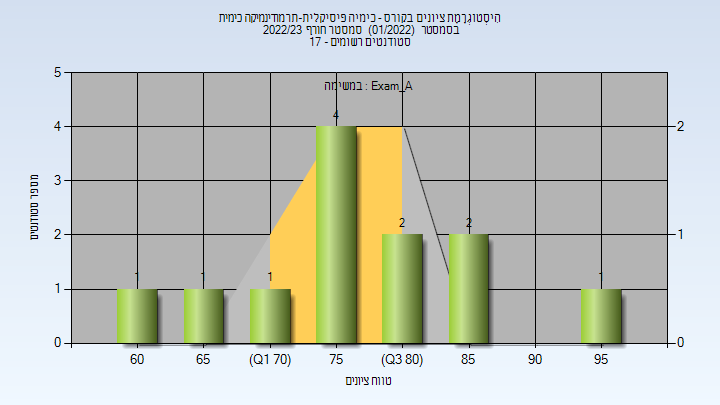 היסטוגרמת ציונים בקורס - כימיה פיסיקלית-תרמודינמיקה כימית
בסמסטר (01/2022) סמסטר חורף 2022/23
סטודנטים רשומים - 17
במשימה : Exam_A
מספר סטודנטים
5
4
3
2
1
0
2
1
0
1
1
1
4
2
2
1
60
65
(Q1 70)
75
(Q3 80)
85
90
95
טווח ציונים